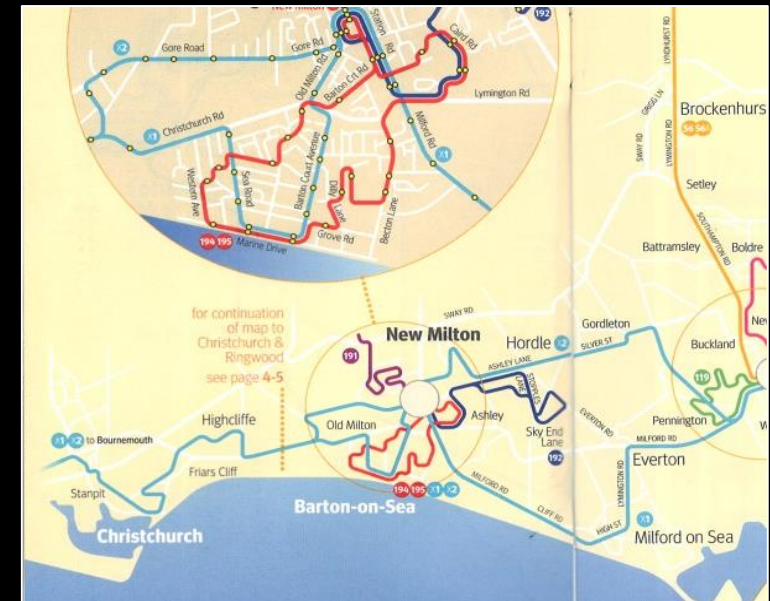 New Milton
192
X2
Gore Road
Gore Rd
Station
Rd
Caird Rd
Old Milton Rd
Barton Crt Rd
Lymington Rd
X1
Christchurch Rd
Milford Rd
X1
Western Ave
Sea Road
Barton Court Avenue
Dilly
Lane
Becton Lane
194 195
Marine Drive
Grove Rd
LYNDHURST RD
GRIGG LN
Brockenhurs
SWAY RD
LYMINGTON RD
Setley
SOUTHAMPTON RD
Battramsley
Boldre
for continuation
of map to
Christchurch &
Ringwood
see page 4-5
SWAY RD
New Milton
Hordle X2
Gordleton
SILVER ST
Buckland
191
ASHLEY LANE
STOPPLES
LANE
119
Highcliffe
Old Milton
Ashley
Sky End
Lane
192
EVERTON RD
Pennington
MILFORD RD
X1 X2 to Bournemouth
Friars Cliff
Everton
Stanpit
194 195 X1 X2
MILFORD RD
LYMINGTON RD
Barton-on-Sea
CLIFF RD
HIGH ST
X1
Christchurch
Milford on Sea